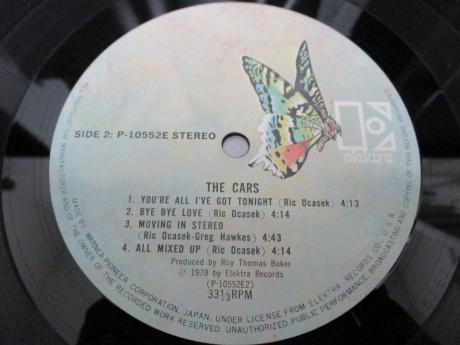 elektra
SIDE 2: P-10552E STEREO
THE CARS
1. YOU'RE ALL I'VE GOT TONIGHT (Ric Ocasek) 4:13
2. BYE BYE LOVE (Ric Ocasek) 4:14
3. MOVING IN STEREO
(Ric Ocasek-Greg Hawkes) 4:43
4. ALL MIXED UP (Ric Ocasek) 4:14
Produced by Roy Thomas Baker
Ⓟ 1978 by Elektra Records
(P-10552E2)
33⅓RPM
MADE BY WARNER-PIONEER CORPORATION, JAPAN. UNDER LICENSE FROM ELEKTRA RECORDS CO., U.S.A.
ALL RIGHTS OF THE MANUFACTURER AND OF THE OWNER OF THE RECORDED WORK RESERVED. UNAUTHORIZED PUBLIC PERFORMANCE, BROADCASTING AND COPYING OF THIS